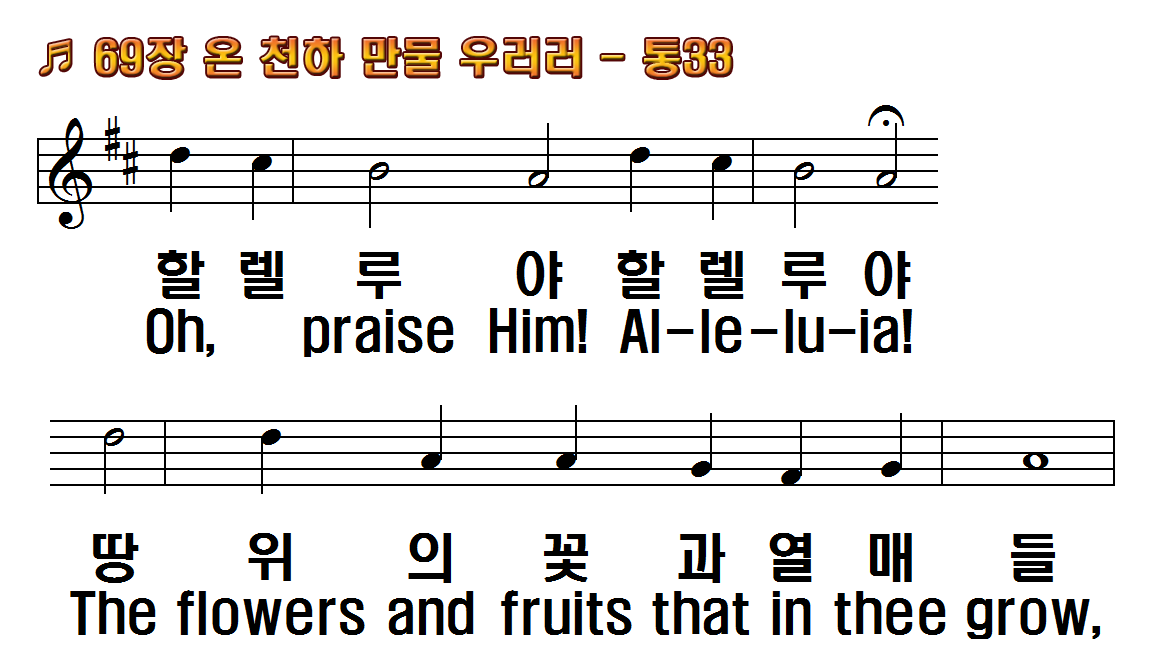 ♬ 69장 온 천하 만물 우러러 - 통33
할 렐 루 야 할 렐 루 야
Oh, praise Him! Al-le-lu-ia!
땅 위 의 꽃 과 열 매 들
The flowers and fruits that in thee grow,